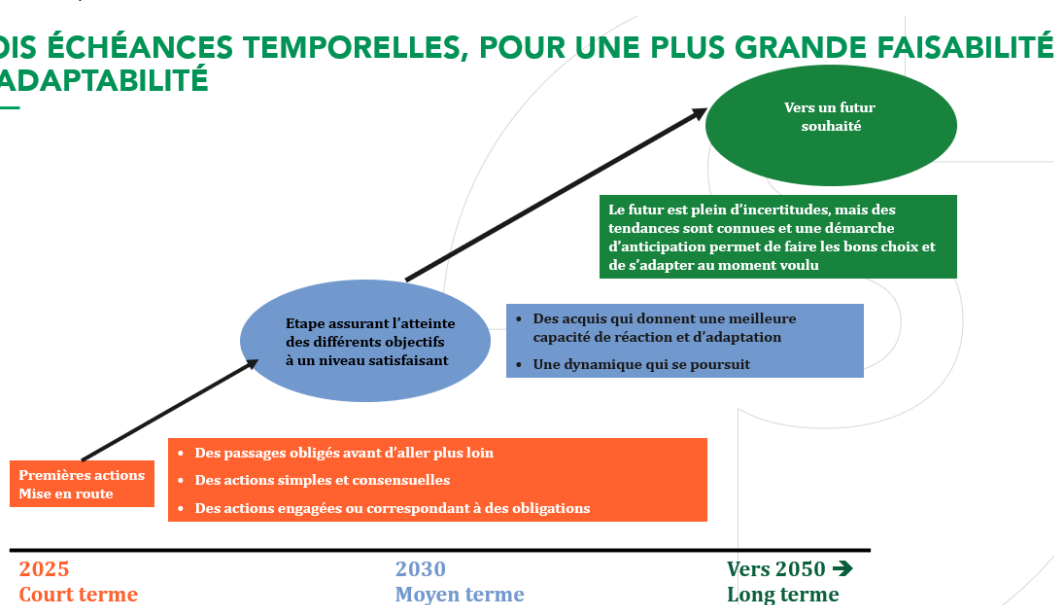 OIS ÉCHÉANCES TEMPORELLES, POUR UNE PLUS GRANDE FAISABILITÉ
ADAPTABILITÉ
Vers un futur
souhaité
Le futur est plein d'incertitudes, mais des
tendances sont connues et une démarche
d'anticipation permet de faire les bons choix et
de s'adapter au moment voulu
Etape assurant l'atteinte
des différents objectifs
à un niveau satisfaisant
• Des acquis qui donnent une meilleure
capacité de réaction et d'adaptation
• Une dynamique qui se poursuit
Premières actions
Mise en route
• Des passages obligés avant d'aller plus loin
• Des actions simples et consensuelles
• Des actions engagées ou correspondant à des obligations
2025
Court terme
2030
Moyen terme
Vers 2050 ➔
Long terme